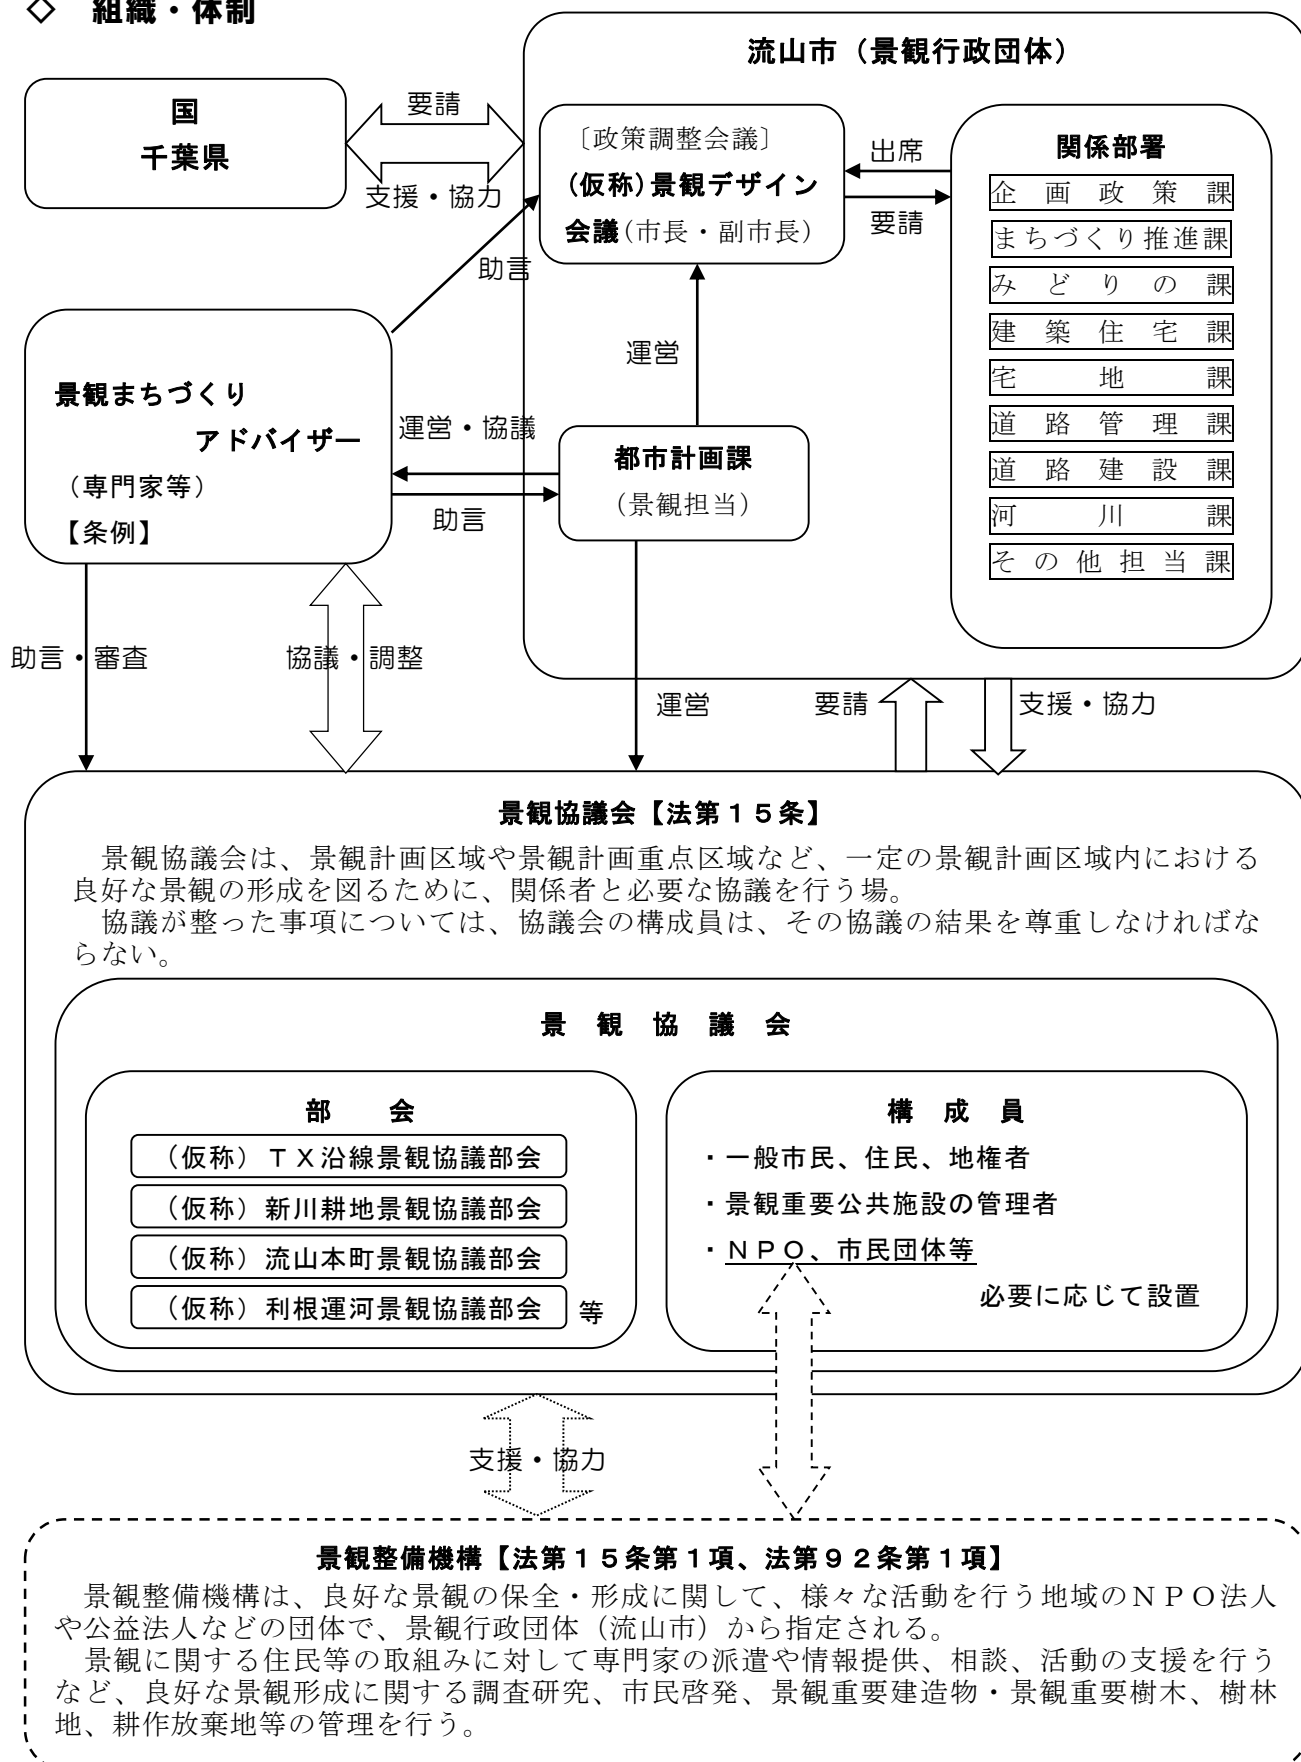 ◇　組織・体制
流山市（景観行政団体）
国
千葉県
要請
支援・協力
〔政策調整会議〕
(仮称)景観デザイン
会議(市長・副市長)
出席
要請
関係部署
企画政策課
まちづくり推進課
みどりの課
建築住宅課
宅地課
道路管理課
道路建設課
河川課
その他担当課
助言
運営
景観まちづくり
アドバイザー
（専門家等）
【条例】
運営・協議
助言
都市計画課
（景観担当）
助言・審査
協議・調整
運営
要請
支援・協力
景観協議会【法第１５条】
景観協議会は、景観計画区域や景観計画重点区域など、一定の景観計画区域内における
良好な景観の形成を図るために、関係者と必要な協議を行う場。
協議が整った事項については、協議会の構成員は、その協議の結果を尊重しなければな
らない。
景　観　協　議　会
部　　会
（仮称）ＴＸ沿線景観協議部会
（仮称）新川耕地景観協議部会
（仮称）流山本町景観協議部会
（仮称）利根運河景観協議部会　等
構　成　員
・一般市民、住民、地権者
・景観重要公共施設の管理者
・ＮＰＯ、市民団体等
必要に応じて設置
支援・協力
景観整備機構【法第１５条第１項、法第９２条第１項】
景観整備機構は、良好な景観の保全・形成に関して、様々な活動を行う地域のＮＰＯ法人
や公益法人などの団体で、景観行政団体（流山市）から指定される。
景観に関する住民等の取組みに対して専門家の派遣や情報提供、相談、活動の支援を行う
など、良好な景観形成に関する調査研究、市民啓発、景観重要建造物・景観重要樹木、樹林
地、耕作放棄地等の管理を行う。